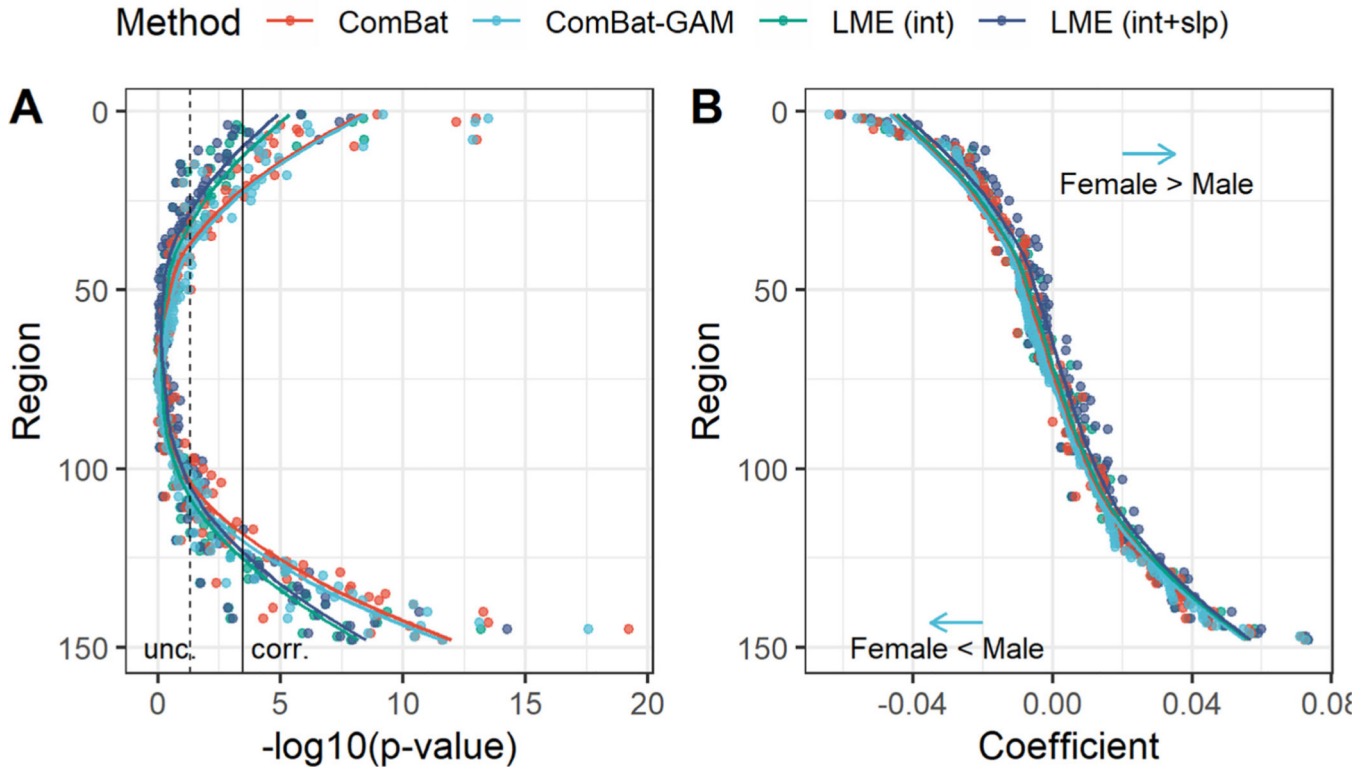 Method ComBat ComBat-GAM LME (int) LME (int+slp)
A
Region
0
50
100
150
unc. corr.
0 5 10 15 20
-log10(p-value)
B
Region
0
50
100
150
Female > Male
Female < Male
-0.04 0.00 0.04 0.08
Coefficient